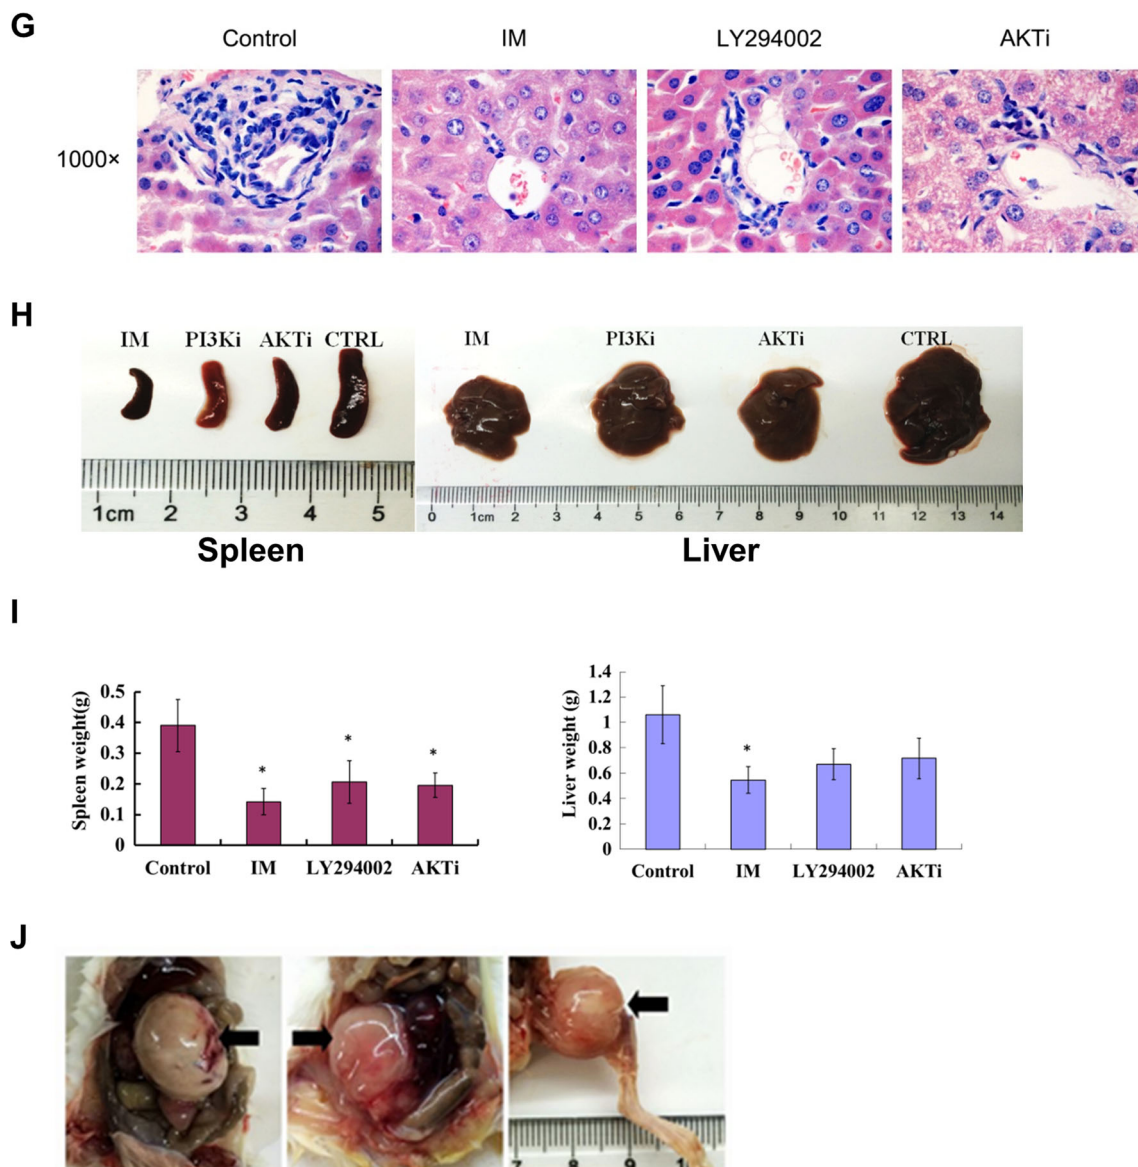 G
Control IM LY294002 AKTi
1000×
H
IM PI3Ki AKTi CTRL IM PI3Ki AKTi CTRL
1cm 2 3 4 5 0 1cm 2 3 4 5 6 7 8 9 10 11 12 13 14
Spleen Liver
I
Spleen weight(g)
0.5
0.4
0.3
0.2
0.1
0
* * *
Control IM LY294002 AKTi
Liver weight (g)
1.4
1.2
1
0.8
0.6
0.4
0.2
0
*
Control IM LY294002 AKTi
J
7 8 9